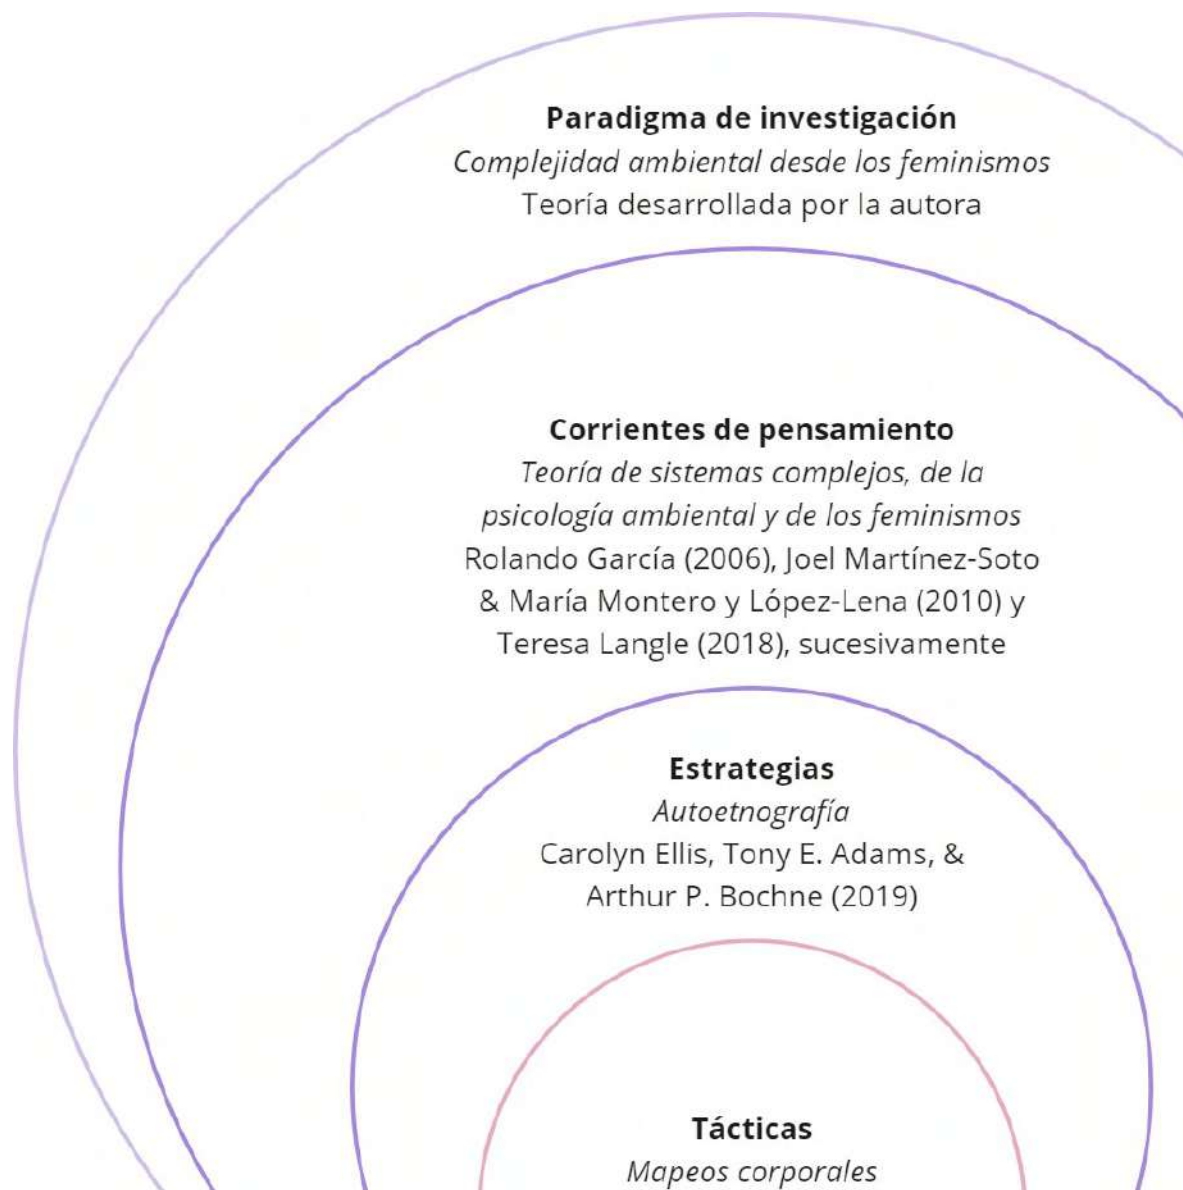 Paradigma de investigación
Complejidad ambiental desde los feminismos
Teoría desarrollada por la autora
Corrientes de pensamiento
Teoría de sistemas complejos, de la
psicología ambiental y de los feminismos
Rolando García (2006), Joel Martínez-Soto
& María Montero y López-Lena (2010) y
Teresa Langle (2018), sucesivamente
Estrategias
Autoetnografía
Carolyn Ellis, Tony E. Adams, &
Arthur P. Bochne (2019)
Tácticas
Mapeos corporales